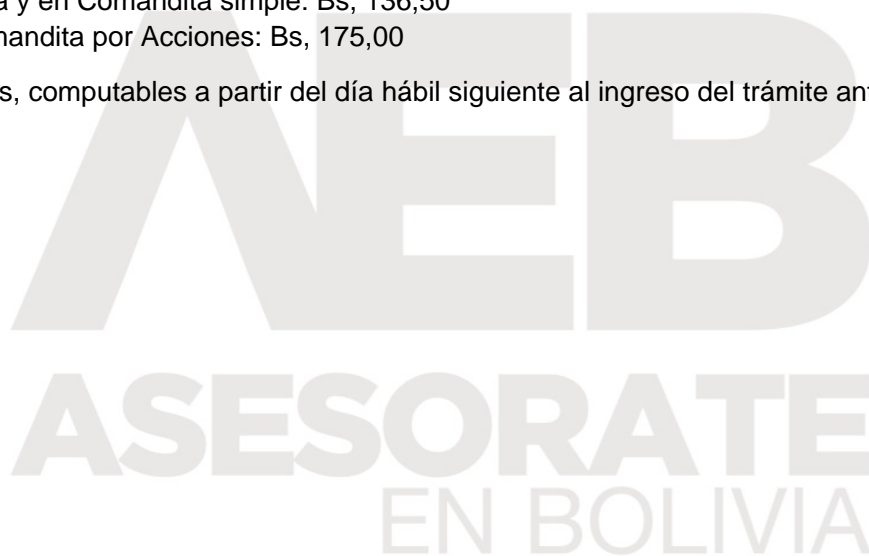 a y en Comandita simple: Bs, 136,50
andita por Acciones: Bs, 175,00
s, computables a partir del día hábil siguiente al ingreso del trámite an
AEB
ASESORATE
EN BOLIVIA